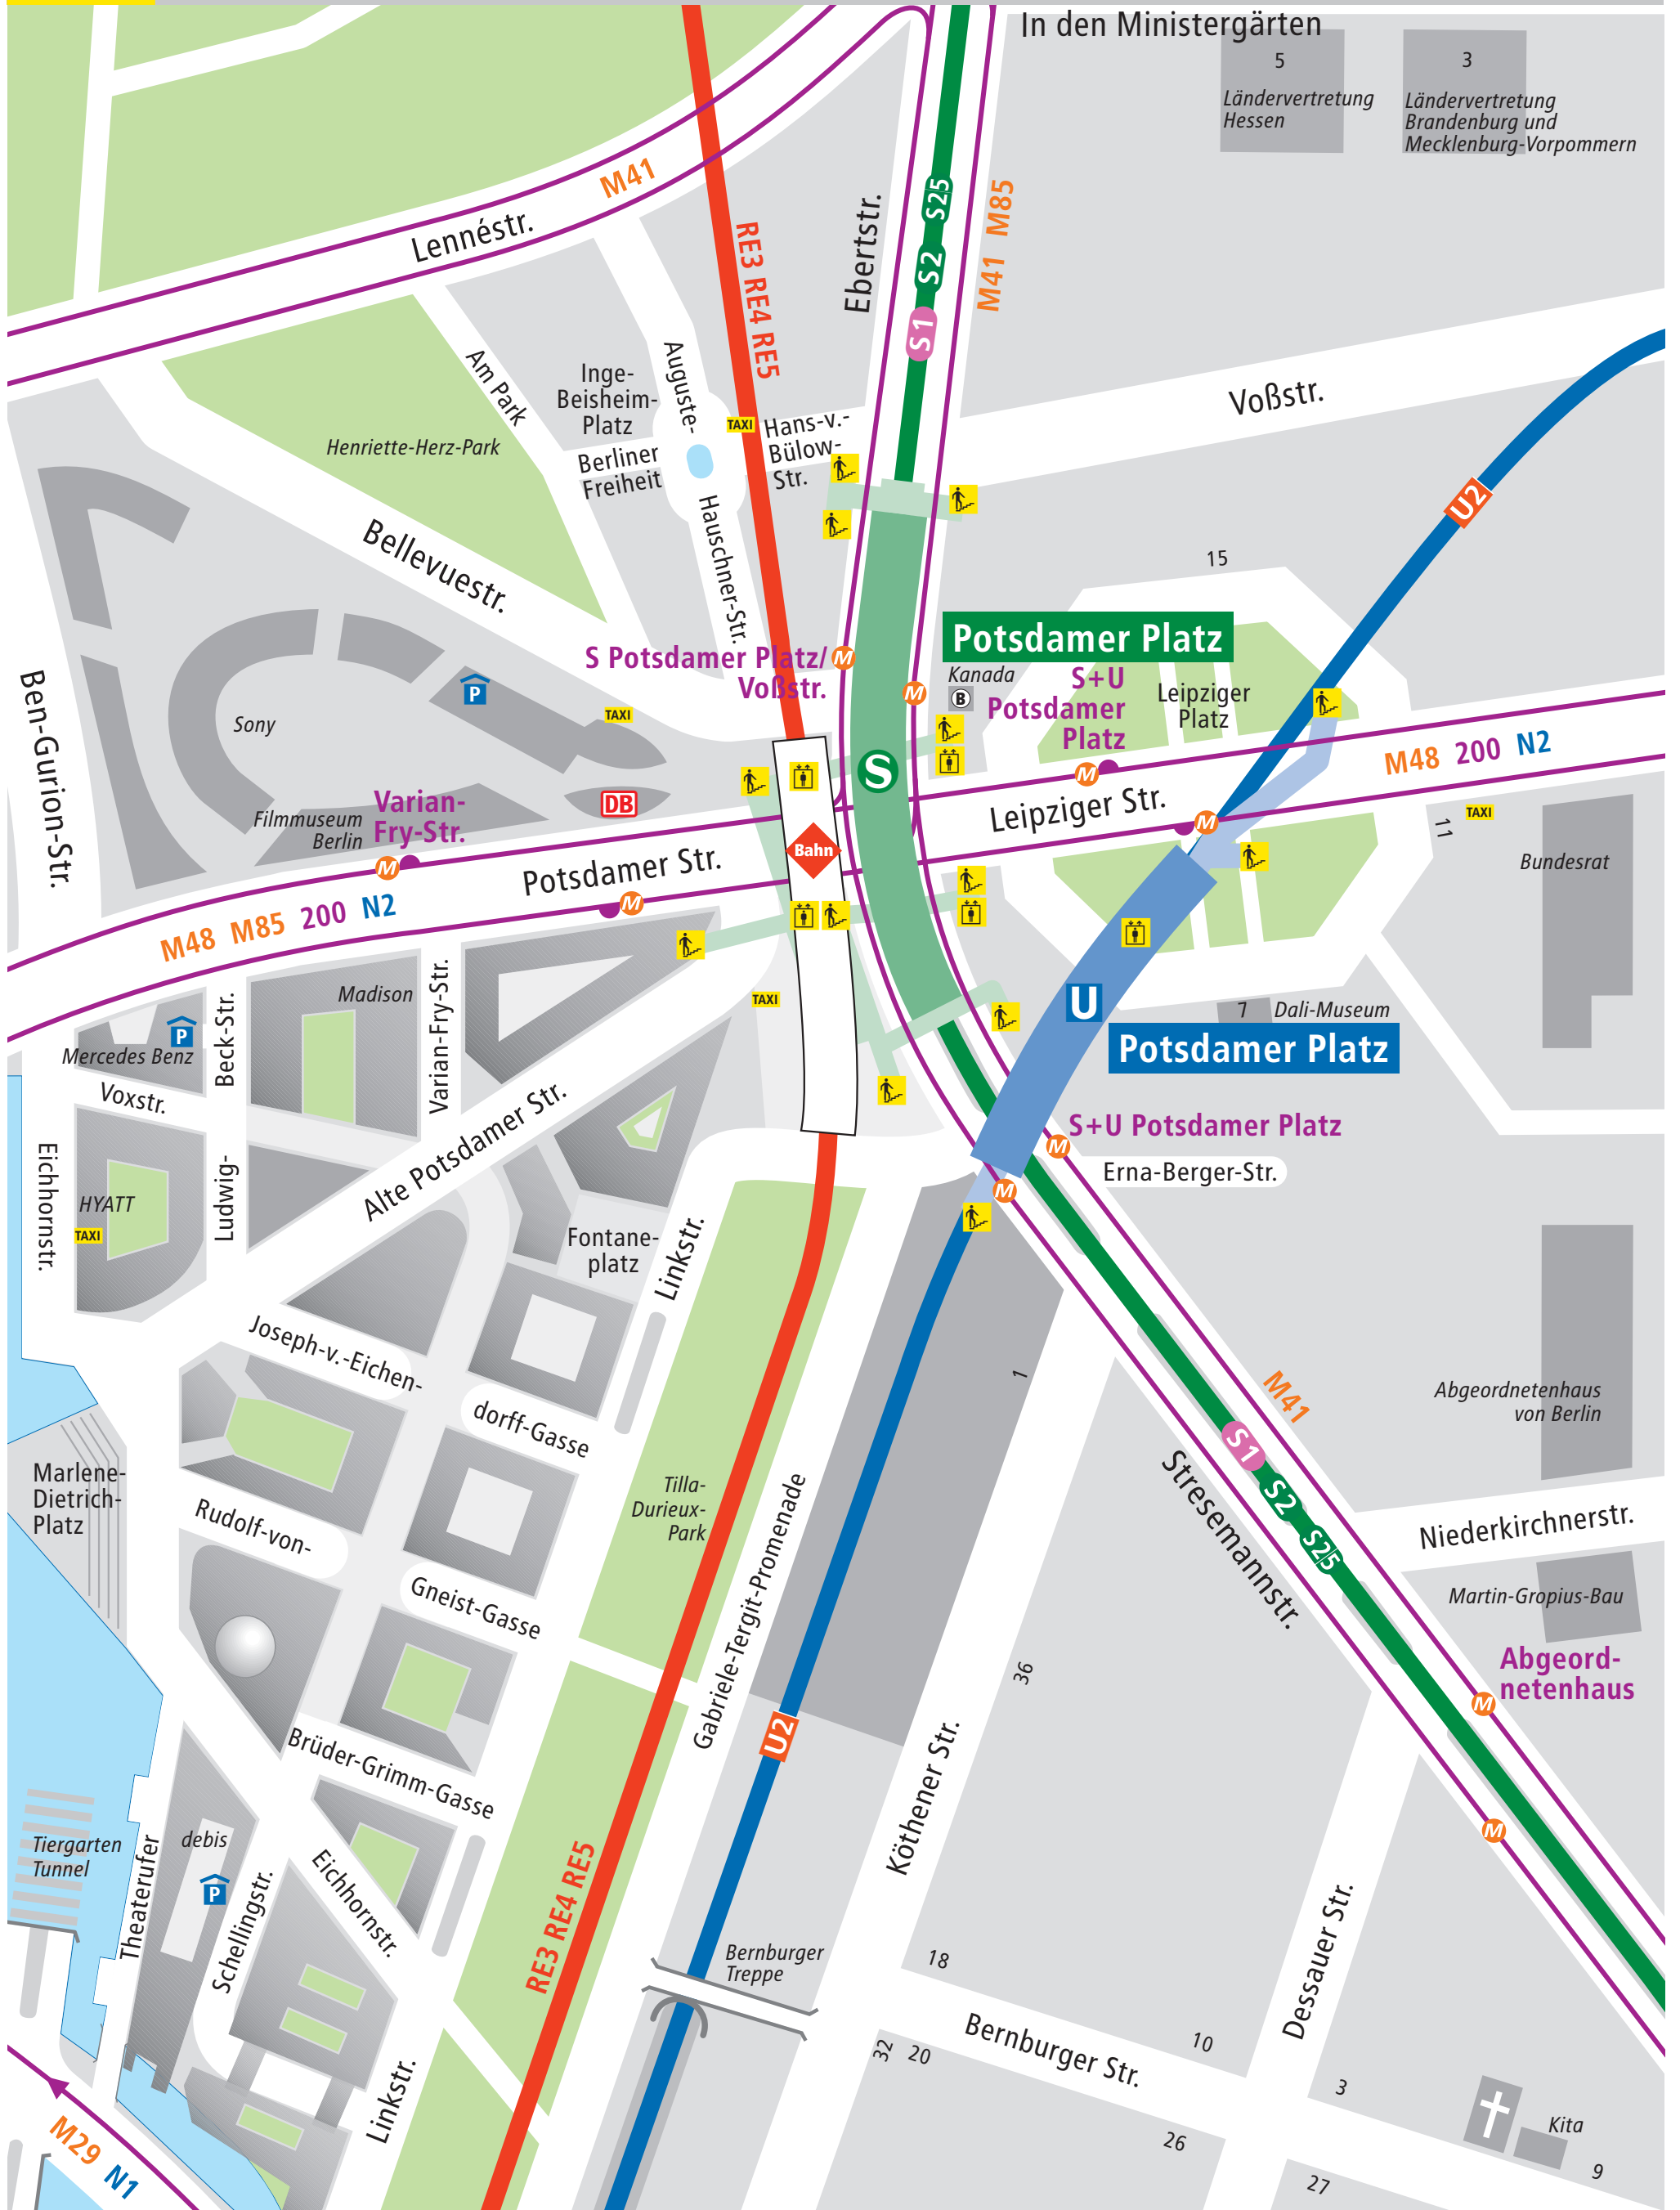 In den Ministergärten
5
Ländervertretung
Hessen
3
Ländervertretung
Brandenburg und
Mecklenburg-Vorpommern
M41
Lennéstr.
RE3 RE4 RE5
Ebertstr.
S25
S2
S1
M41 M85
Am Park
Inge-
Beisheim-
Platz
Auguste-
Hauschner-Str.
TAXI
Hans-v.-
Bülow-
Str.
Berliner
Freiheit
Voßstr.
Henriette-Herz-Park
Bellevuestr.
U2
15
Potsdamer Platz
S Potsdamer Platz/
Voßstr.
M
M
Kanada
B
S+U
Potsdamer
Platz
M
Leipziger
Platz
Ben-Gurion-Str.
Sony
P
TAXI
S
DB
Bahn
M48 200 N2
Leipziger Str.
M
11
TAXI
Bundesrat
Filmmuseum
Berlin
Varian-
Fry-Str.
M
Potsdamer Str.
M
M48 M85 200 N2
Madison
Varian-Fry-Str.
TAXI
U
7
Dali-Museum
Potsdamer Platz
P
Mercedes Benz
Beck-Str.
Ludwig-
Voxstr.
Alte Potsdamer Str.
Eichhornstr.
HYATT
TAXI
S+U Potsdamer Platz
M
Erna-Berger-Str.
M
Fontane-
platz
Linkstr.
Joseph-v.-Eichen-
dorff-Gasse
1
M41
S1
S2
S25
Abgeordnetenhaus
von Berlin
Marlene-
Dietrich-
Platz
Tilla-
Durieux-
Park
Gabriele-Tergit-Promenade
Stresemannstr.
Niederkirchnerstr.
Rudolf-von-
Gneist-Gasse
Martin-Gropius-Bau
Abgeord-
netenhaus
M
36
Brüder-Grimm-Gasse
U2
Köthener Str.
M
Tiergarten
Tunnel
Theaterufer
debis
P
Schellingstr.
Eichhornstr.
RE3 RE4 RE5
Bernburger
Treppe
18
Dessauer Str.
32
20
Bernburger Str.
10
3
Linkstr.
M29 N1
26
27
Kita
9